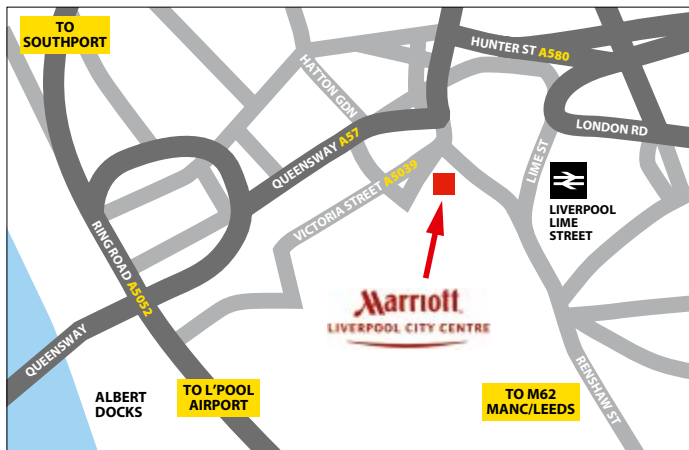 TO
SOUTHPORT
HUNTER ST A580
HATTON GDN
LONDON RD
QUEENSWAY A57
LIME ST
VICTORIA STREET A5039
LIVERPOOL
LIME
STREET
RING ROAD A5052
Marriott
LIVERPOOL CITY CENTRE
QUEENSWAY
RENSHAW ST
ALBERT
DOCKS
TO L'POOL
AIRPORT
TO M62
MANC/LEEDS